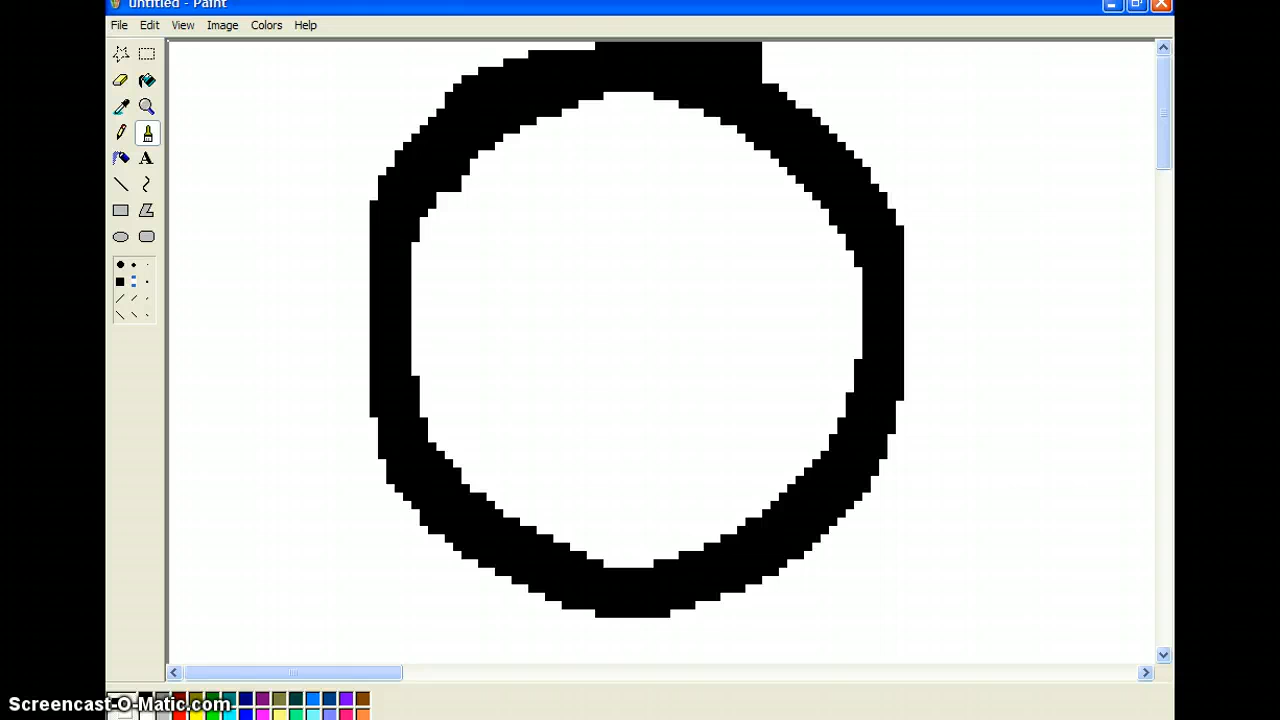 untitled - Paint
File Edit View Image Colors Help
A
Screencast-O-Matic.com